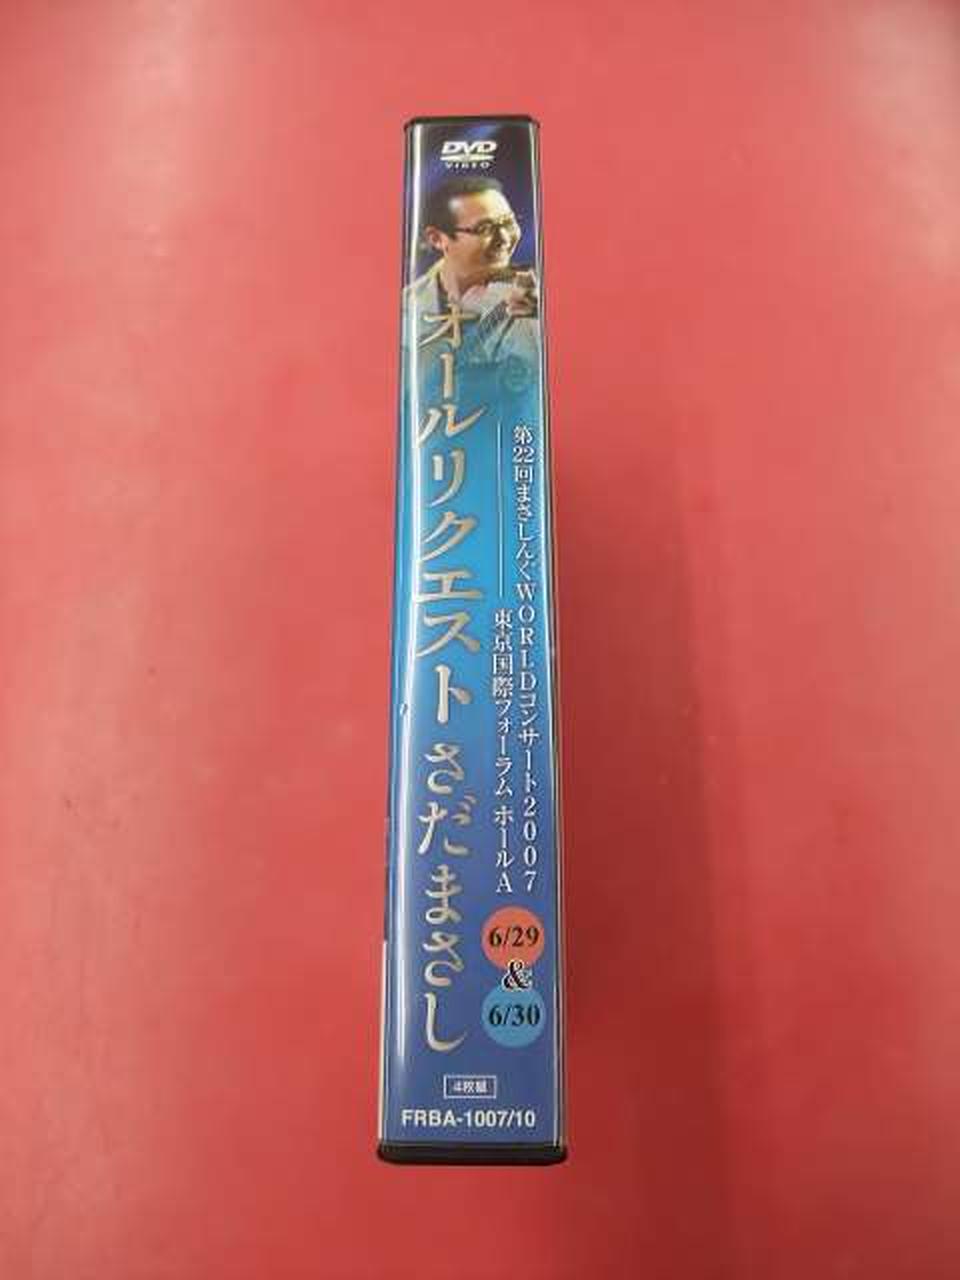 DVD
VIDEO
第22回まさしんぐWORLDコンサート2007
東京国際フォーラム ホールA
オールリクエスト さだまさし
6/29
&
6/30
4枚組
FRBA-1007/10